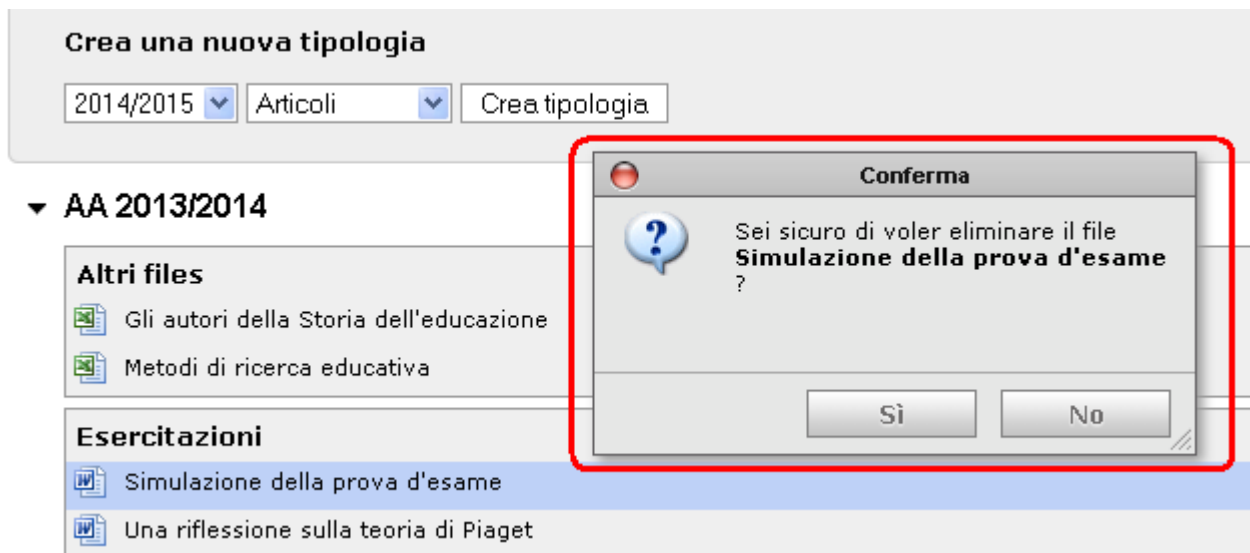 Crea una nuova tipologia
2014/2015 Articoli Crea tipologia
Conferma
Sei sicuro di voler eliminare il file
Simulazione della prova d'esame
?
Sì No
AA 2013/2014
Altri files
Gli autori della Storia dell'educazione
Metodi di ricerca educativa
Esercitazioni
Simulazione della prova d'esame
Una riflessione sulla teoria di Piaget